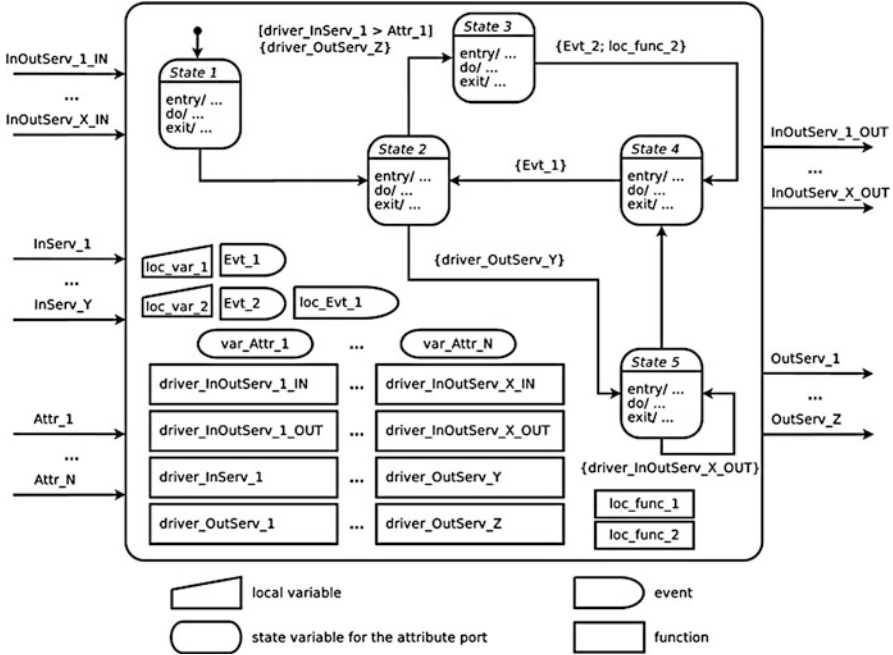 InOutServ_1_IN
...
InOutServ_X_IN
InServ_1
...
InServ_Y
Attr_1
...
Attr_N
[driver_InServ_1 > Attr_1]
{driver_OutServ_Z}
State 1
entry/ ...
do/ ...
exit/ ...
State 3
entry/ ...
do/ ...
exit/ ...
{Evt_2; loc_func_2}
State 2
entry/ ...
do/ ...
exit/ ...
{Evt_1}
State 4
entry/ ...
do/ ...
exit/ ...
{driver_OutServ_Y}
State 5
entry/ ...
do/ ...
exit/ ...
{driver_InOutServ_X_OUT}
loc_var_1
Evt_1
loc_var_2
Evt_2
loc_Evt_1
var_Attr_1 ... var_Attr_N
driver_InOutServ_1_IN ... driver_InOutServ_X_IN
driver_InOutServ_1_OUT ... driver_InOutServ_X_OUT
driver_InServ_1 ... driver_OutServ_Y
driver_OutServ_1 ... driver_OutServ_Z
loc_func_1
loc_func_2
InOutServ_1_OUT
...
InOutServ_X_OUT
OutServ_1
...
OutServ_Z
local variable
event
state variable for the attribute port
function